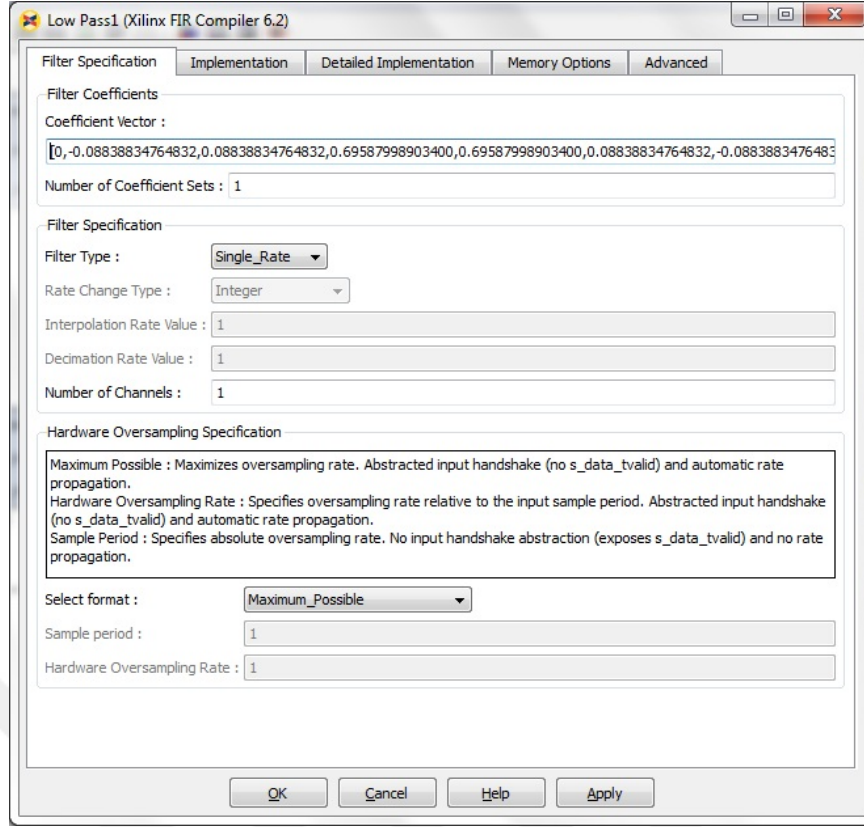 Low Pass1 (Xilinx FIR Compiler 6.2)
Filter Specification Implementation Detailed Implementation Memory Options Advanced
Filter Coefficients
Coefficient Vector :
[0,-0.08838834764832,0.08838834764832,0.69587998903400,0.69587998903400,0.08838834764832,-0.0883883476483
Number of Coefficient Sets : 1
Filter Specification
Filter Type : Single_Rate
Rate Change Type : Integer
Interpolation Rate Value : 1
Decimation Rate Value : 1
Number of Channels : 1
Hardware Oversampling Specification
Maximum Possible : Maximizes oversampling rate. Abstracted input handshake (no s_data_tvalid) and automatic rate
propagation.
Hardware Oversampling Rate : Specifies oversampling rate relative to the input sample period. Abstracted input handshake
(no s_data_tvalid) and automatic rate propagation.
Sample Period : Specifies absolute oversampling rate. No input handshake abstraction (exposes s_data_tvalid) and no rate
propagation.
Select format : Maximum_Possible
Sample period : 1
Hardware Oversampling Rate : 1
OK Cancel Help Apply